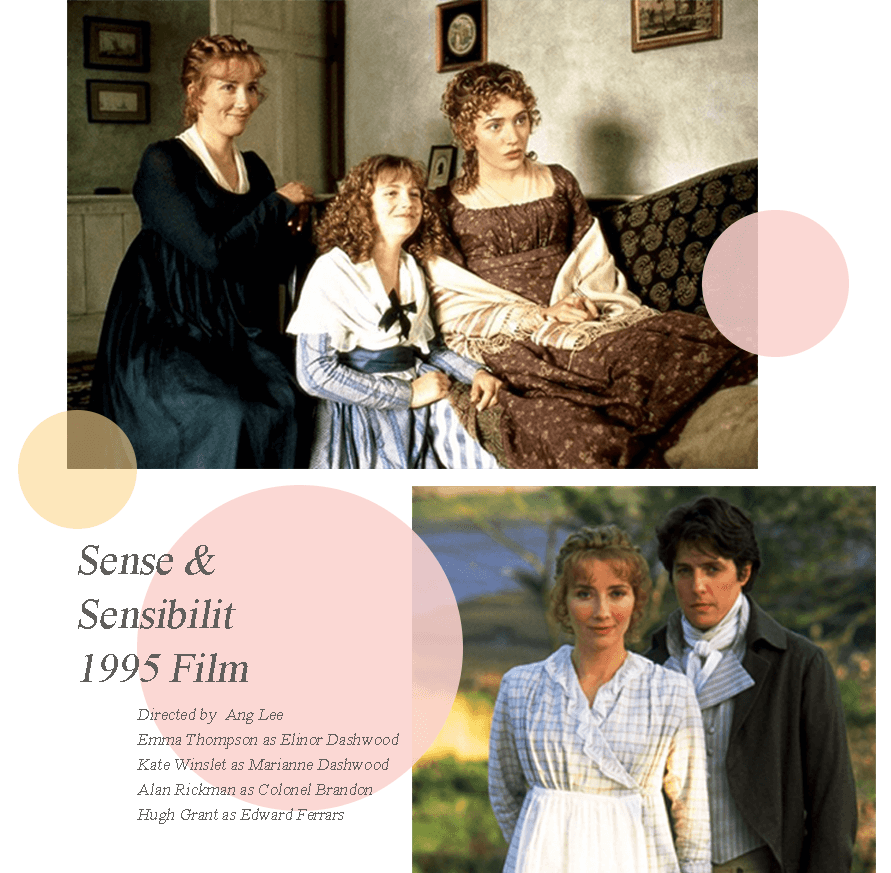 Sense &
Sensibilit
1995 Film
Directed by Ang Lee
Emma Thompson as Elinor Dashwood
Kate Winslet as Marianne Dashwood
Alan Rickman as Colonel Brandon
Hugh Grant as Edward Ferrars